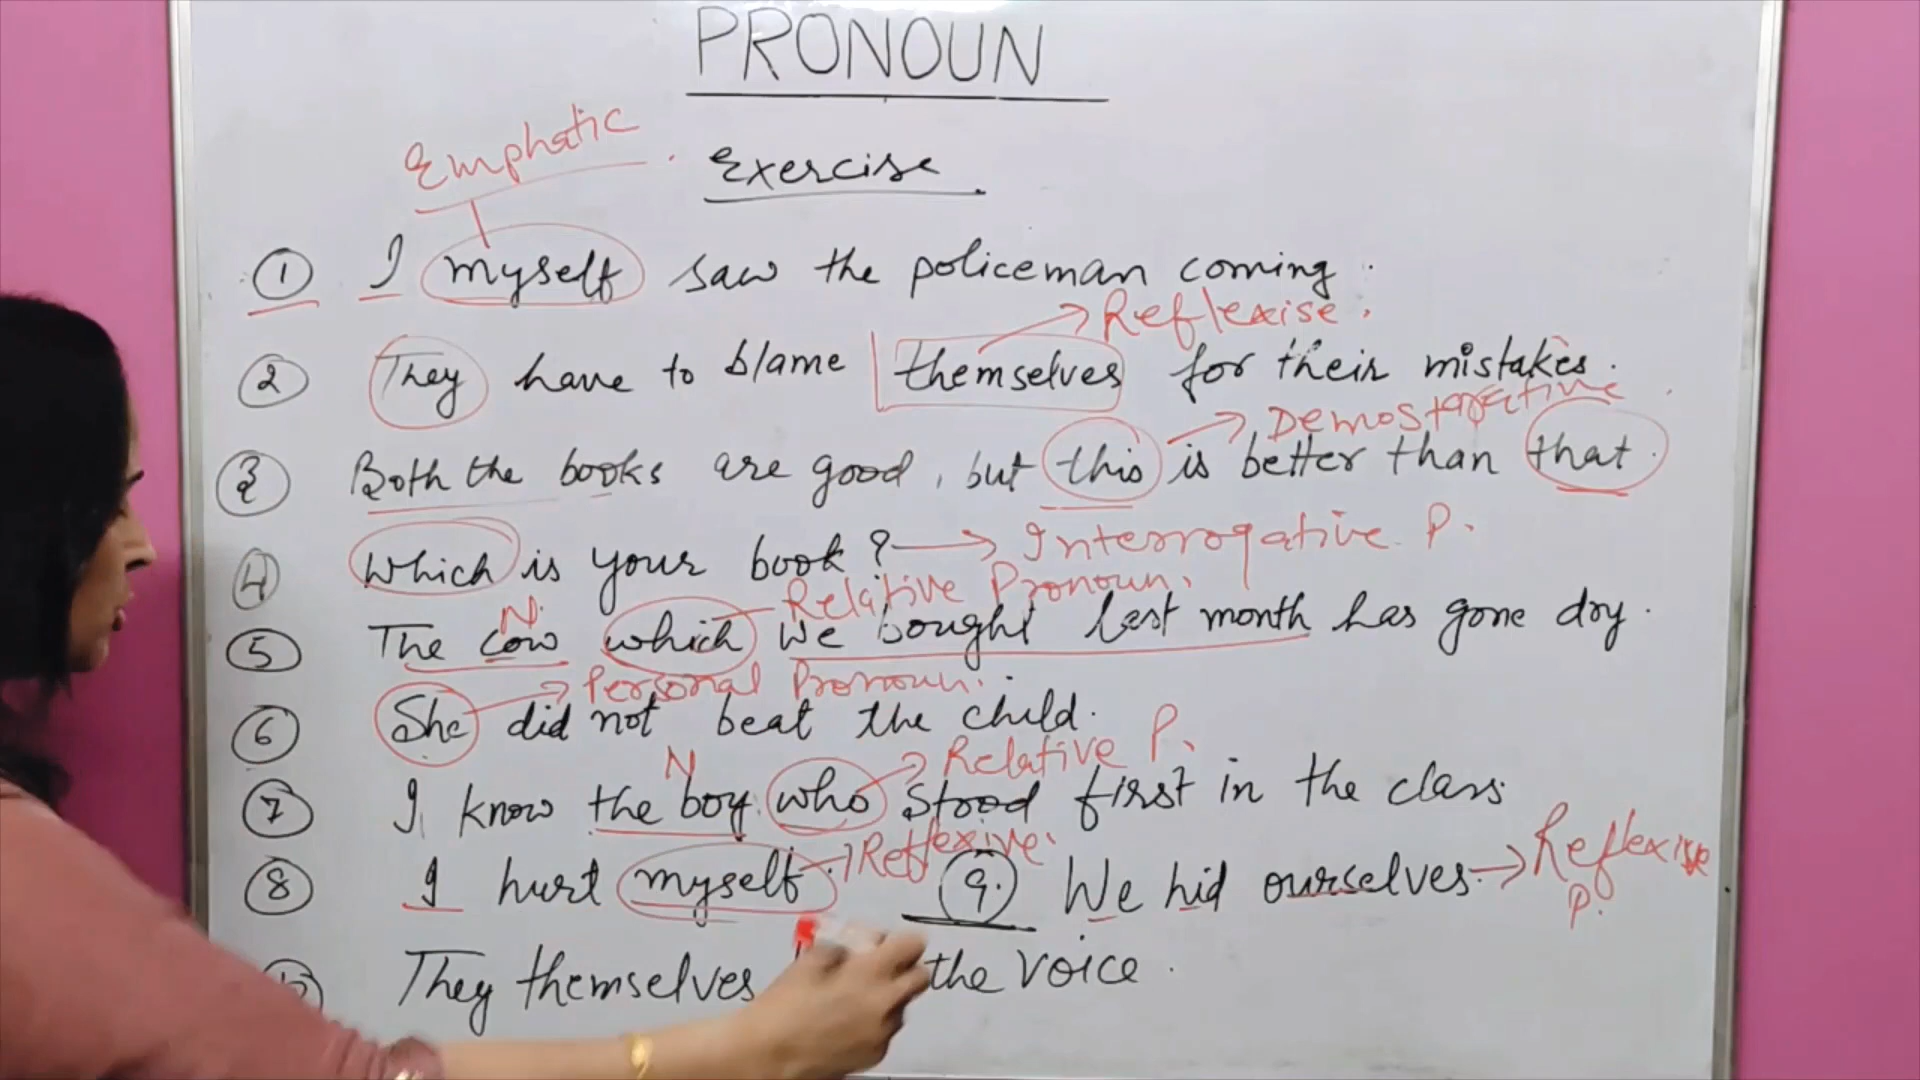 PRONOUN
Emphatic
Exercise
1 I myself saw the policeman coming.
Reflexise.
2 They have to blame themselves for their mistakes.
Demostrative
3 Both the books are good, but this is better than that.
4 Which is your book? Interrogative P.
N. Relative Pronoun.
5 The cow which we bought last month has gone dry.
Personal Pronoun.
6 She did not beat the child.
N Relative P.
7 I know the boy who stood first in the class
8 I hurt myself. Reflexive. 9. We hid ourselves. Reflexive P.
They themselves the voice.